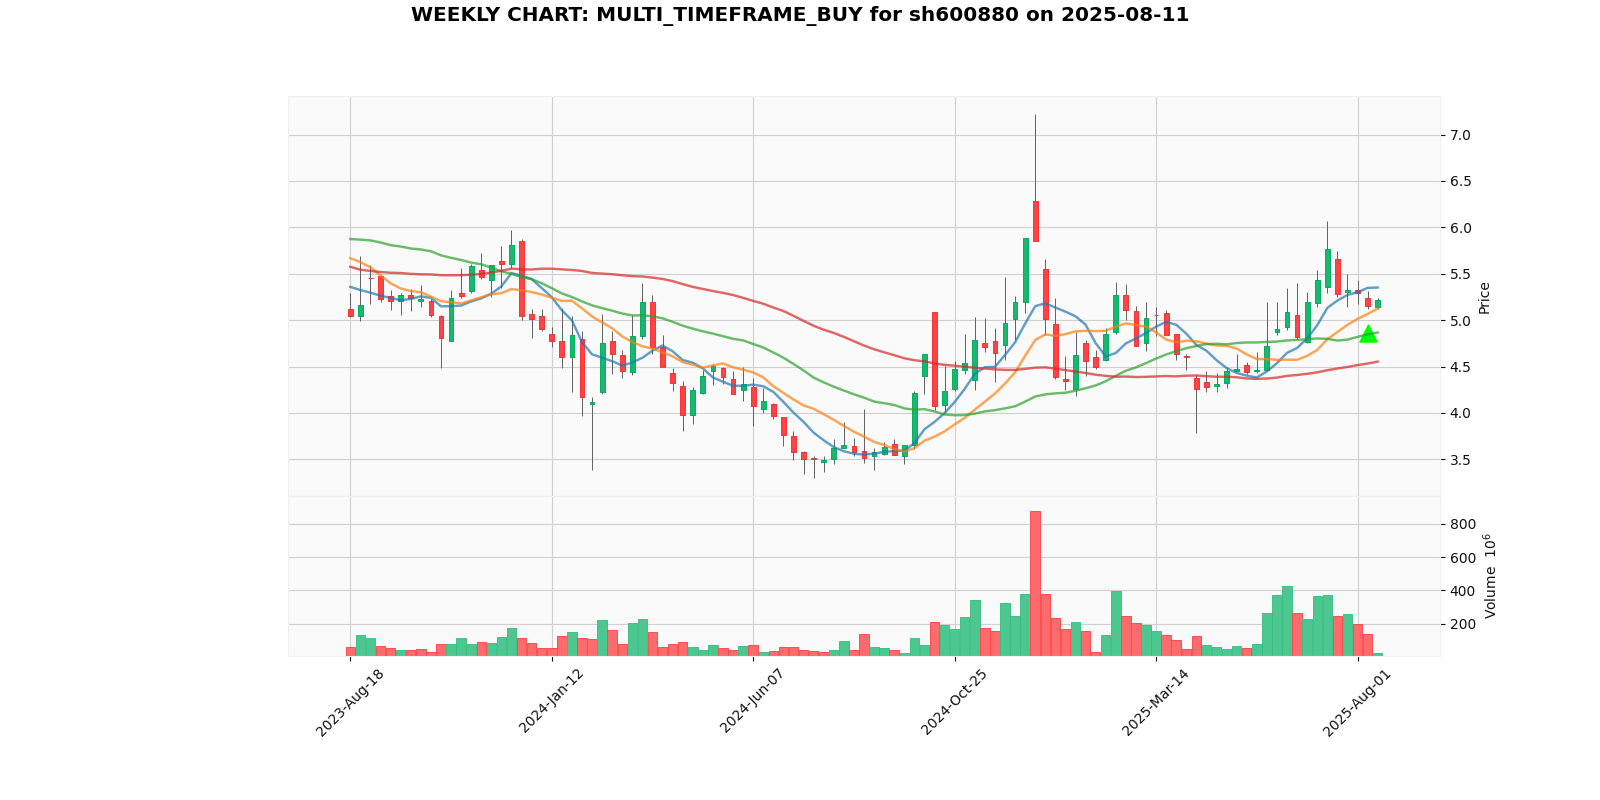 WEEKLY CHART: MULTI_TIMEFRAME_BUY for sh600880 on 2025-08-11
7.0
6.5
6.0
5.5
5.0
4.5
4.0
3.5
Price
800
600
400
200
Volume 10⁶
2023-Aug-18
2024-Jan-12
2024-Jun-07
2024-Oct-25
2025-Mar-14
2025-Aug-01